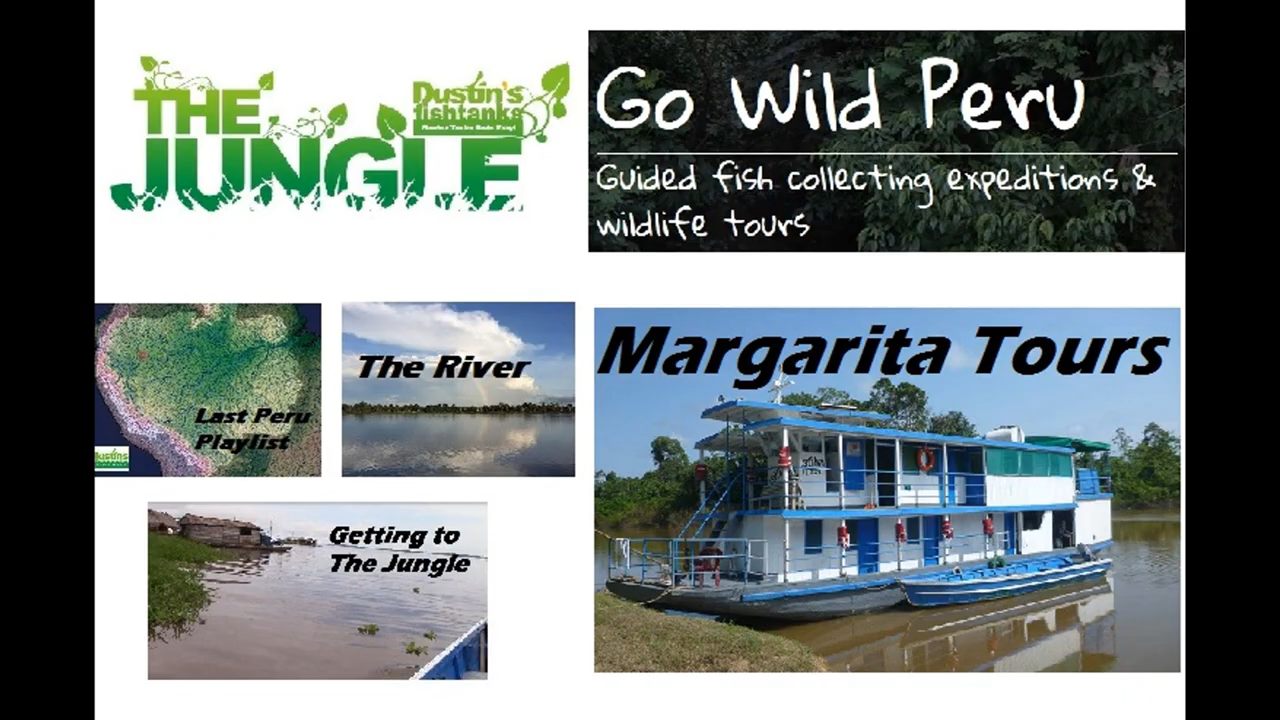 THE
JUNGLE
Dustin's
fishtanks
Go Wild Peru
Guided fish collecting expeditions &
wildlife tours
Last Peru
Playlist
Dustin's
The River
Margarita Tours
Getting to
The Jungle